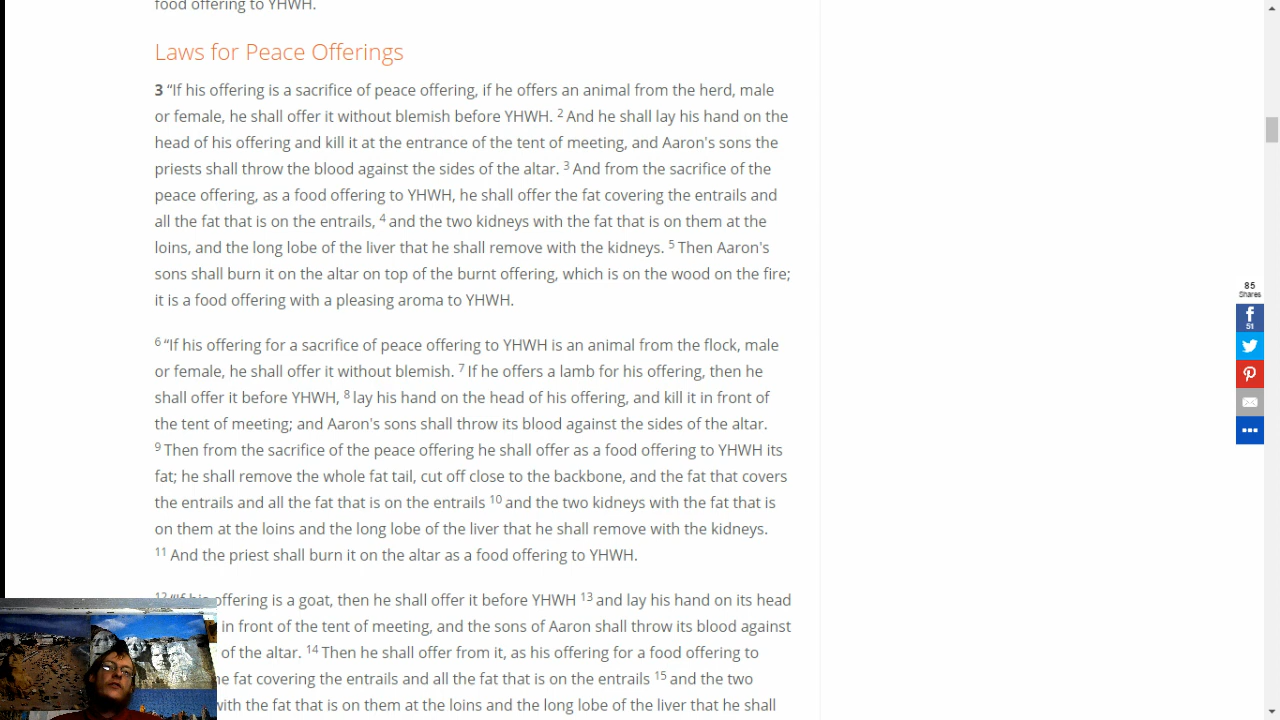 food offering to YHWH.
Laws for Peace Offerings
3 “If his offering is a sacrifice of peace offering, if he offers an animal from the herd, male
or female, he shall offer it without blemish before YHWH. 2 And he shall lay his hand on the
head of his offering and kill it at the entrance of the tent of meeting, and Aaron's sons the
priests shall throw the blood against the sides of the altar. 3 And from the sacrifice of the
peace offering, as a food offering to YHWH, he shall offer the fat covering the entrails and
all the fat that is on the entrails, 4 and the two kidneys with the fat that is on them at the
loins, and the long lobe of the liver that he shall remove with the kidneys. 5 Then Aaron's
sons shall burn it on the altar on top of the burnt offering, which is on the wood on the fire;
it is a food offering with a pleasing aroma to YHWH.
6 “If his offering for a sacrifice of peace offering to YHWH is an animal from the flock, male
or female, he shall offer it without blemish. 7 If he offers a lamb for his offering, then he
shall offer it before YHWH, 8 lay his hand on the head of his offering, and kill it in front of
the tent of meeting; and Aaron's sons shall throw its blood against the sides of the altar.
9 Then from the sacrifice of the peace offering he shall offer as a food offering to YHWH its
fat; he shall remove the whole fat tail, cut off close to the backbone, and the fat that covers
the entrails and all the fat that is on the entrails 10 and the two kidneys with the fat that is
on them at the loins and the long lobe of the liver that he shall remove with the kidneys.
11 And the priest shall burn it on the altar as a food offering to YHWH.
12 “If his offering is a goat, then he shall offer it before YHWH 13 and lay his hand on its head
in front of the tent of meeting, and the sons of Aaron shall throw its blood against
of the altar. 14 Then he shall offer from it, as his offering for a food offering to
fat covering the entrails and all the fat that is on the entrails 15 and the two
with the fat that is on them at the loins and the long lobe of the liver that he shall
85
Shares
f
51